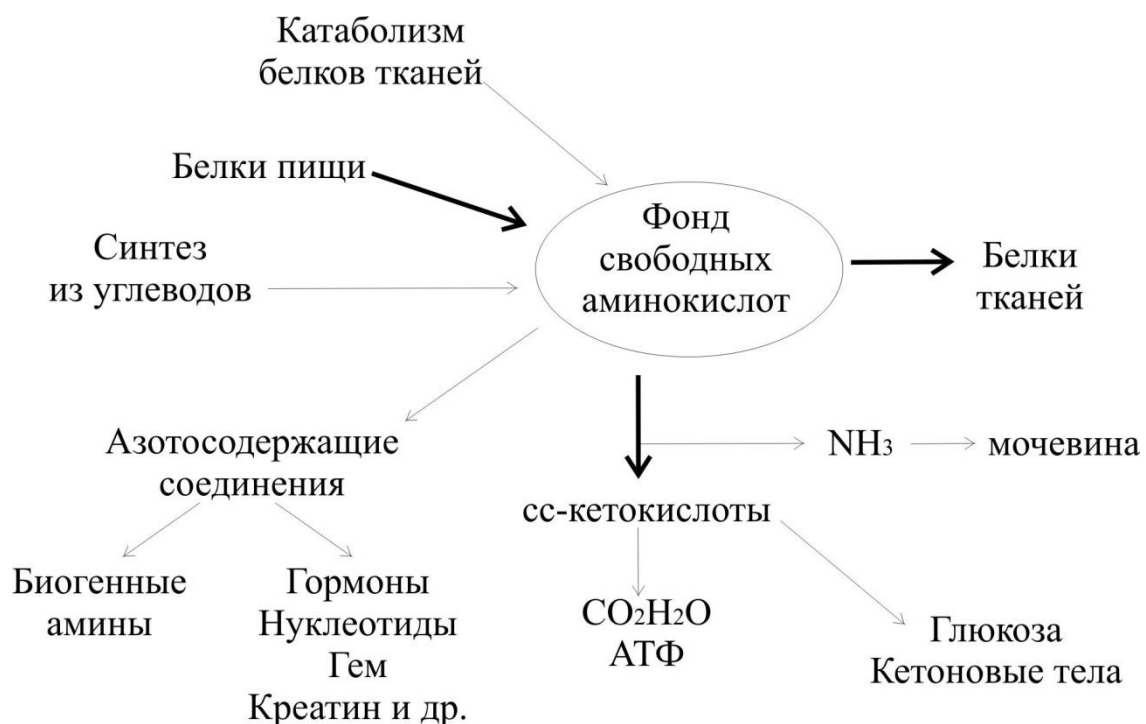 Катаболизм
белков тканей
Белки пищи
Синтез
из углеводов
Фонд
свободных
аминокислот
Белки
тканей
Азотосодержащие
соединения
NH3
мочевина
сс-кетокислоты
Биогенные
амины
Гормоны
Нуклеотиды
Гем
Креатин и др.
CO2H2O
АТФ
Глюкоза
Кетоновые тела